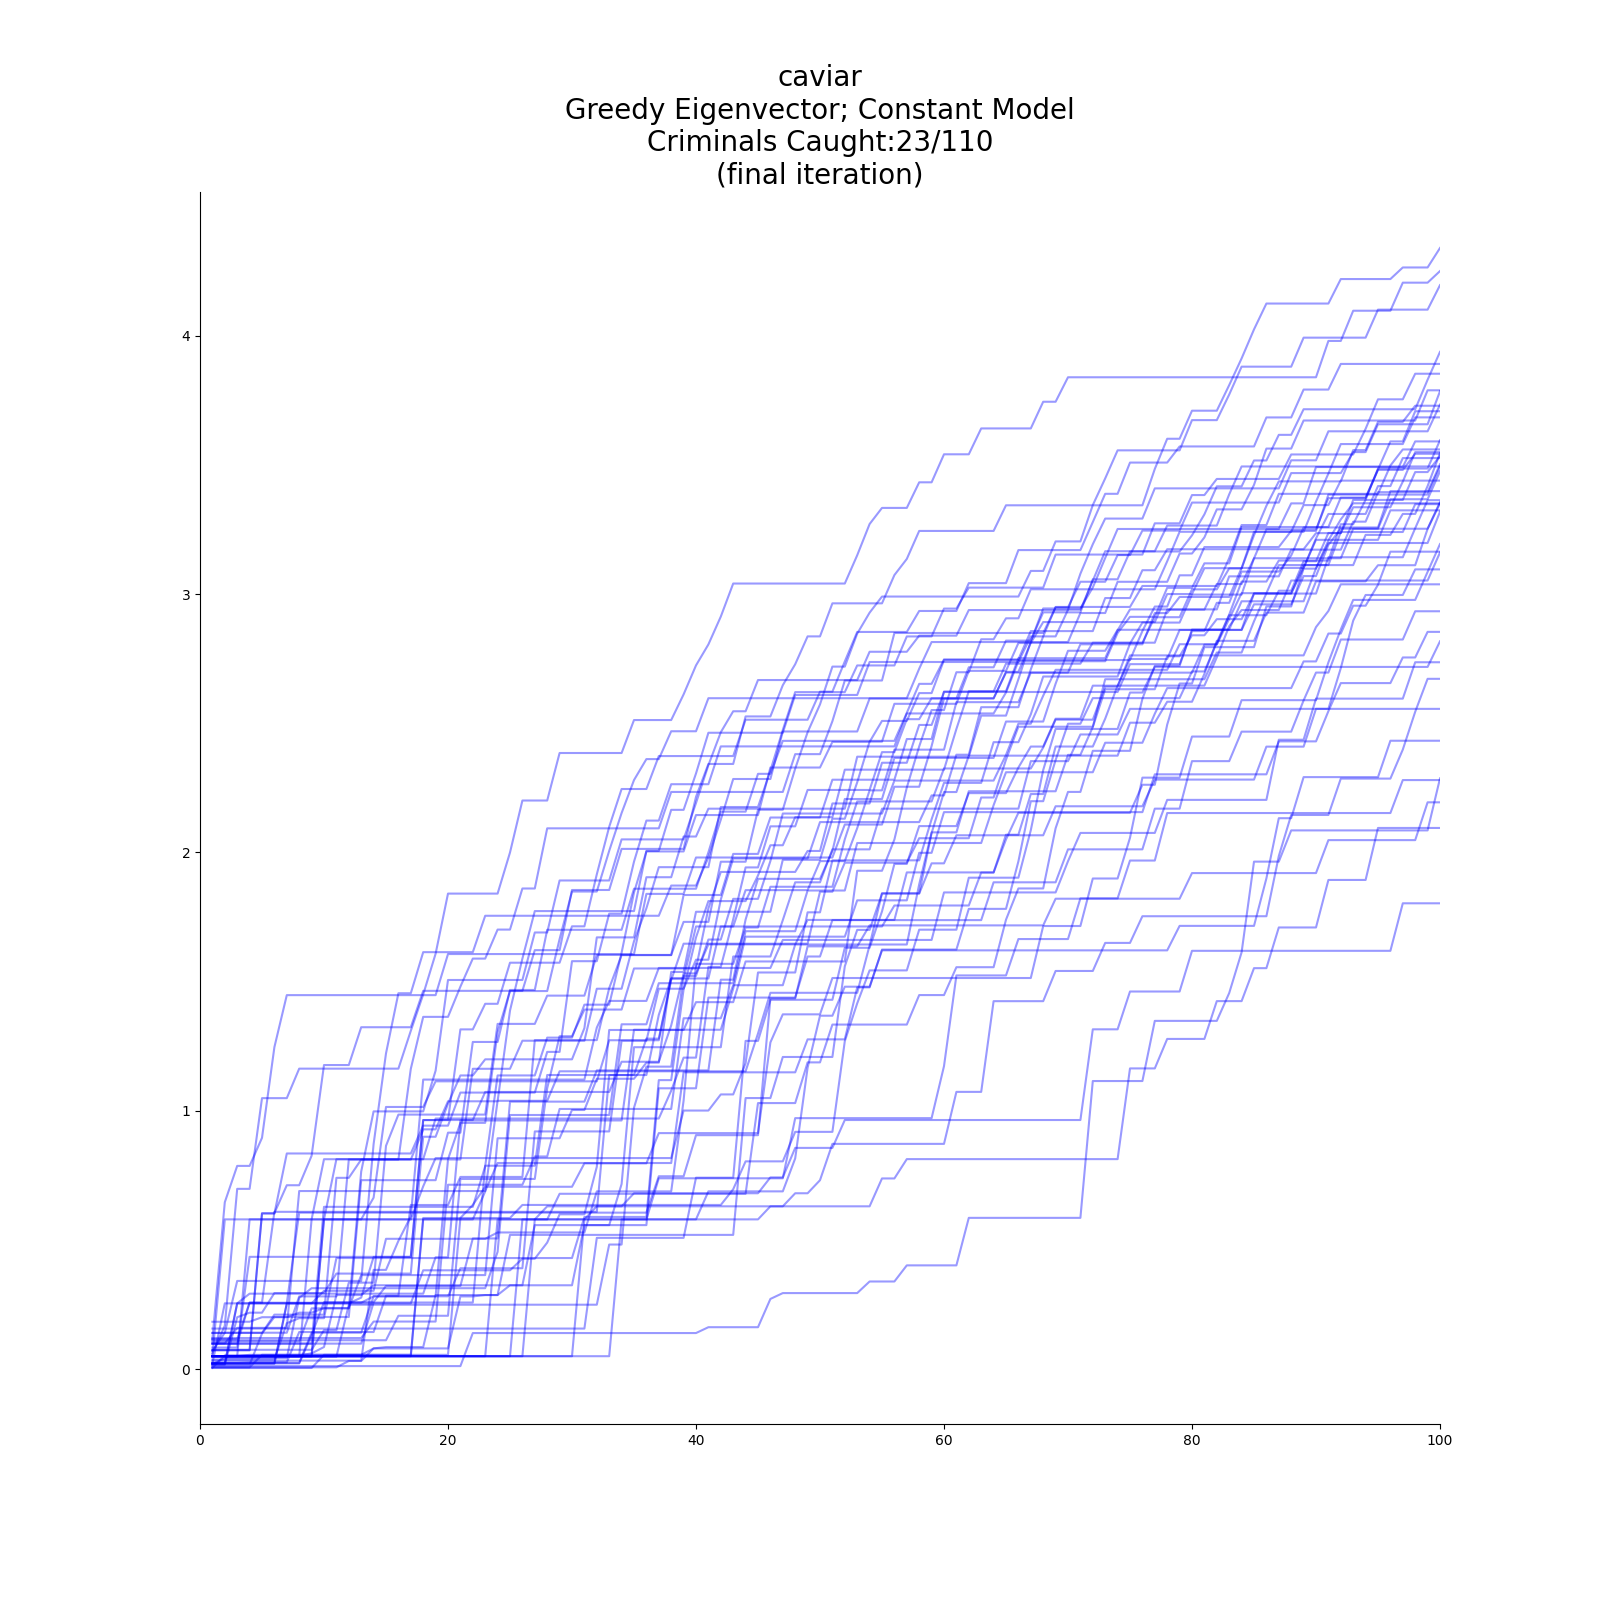 caviar
Greedy Eigenvector; Constant Model
Criminals Caught:23/110
(final iteration)
4
3
2
1
0
0 20 40 60 80 100